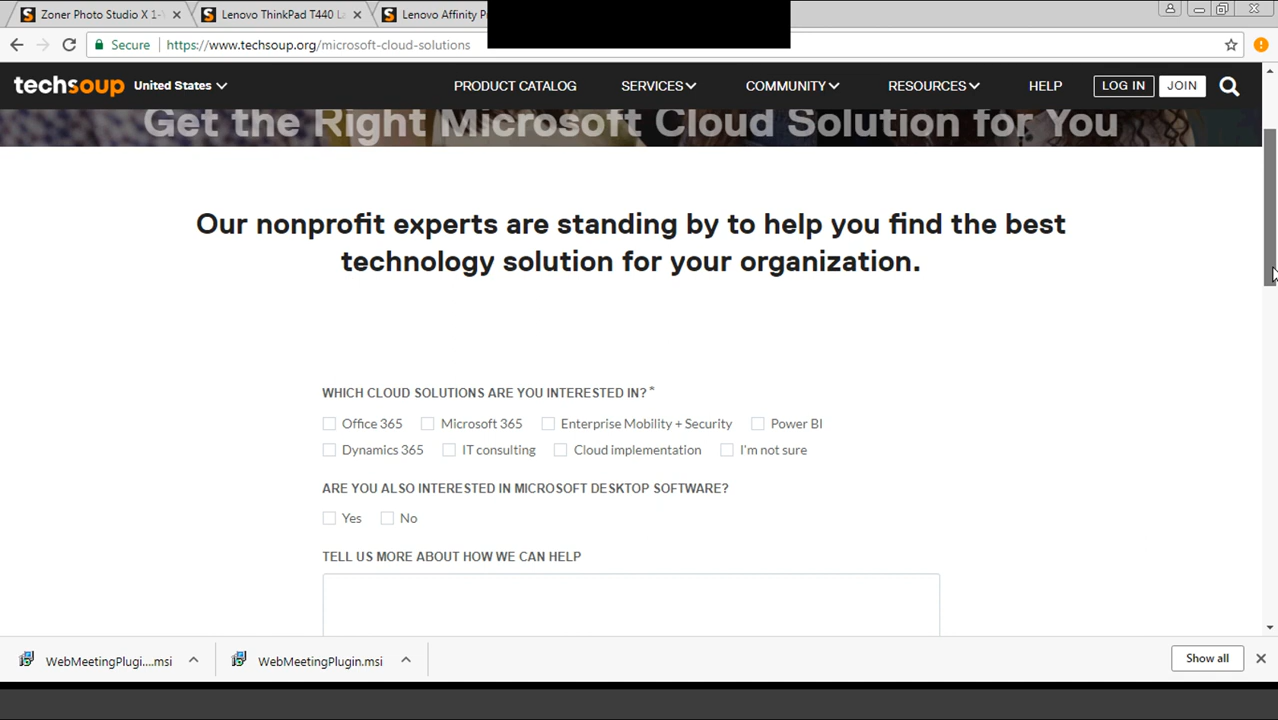 Zoner Photo Studio X 1-
Lenovo ThinkPad T440 La
Lenovo Affinity P
Secure https://www.techsoup.org/microsoft-cloud-solutions
techsoup United States PRODUCT CATALOG SERVICES COMMUNITY RESOURCES HELP LOG IN JOIN
Get the Right Microsoft Cloud Solution for You
Our nonprofit experts are standing by to help you find the best
technology solution for your organization.
WHICH CLOUD SOLUTIONS ARE YOU INTERESTED IN?*
Office 365 Microsoft 365 Enterprise Mobility + Security Power BI
Dynamics 365 IT consulting Cloud implementation I'm not sure
ARE YOU ALSO INTERESTED IN MICROSOFT DESKTOP SOFTWARE?
Yes No
TELL US MORE ABOUT HOW WE CAN HELP
WebMeetingPlugi....msi WebMeetingPlugin.msi Show all